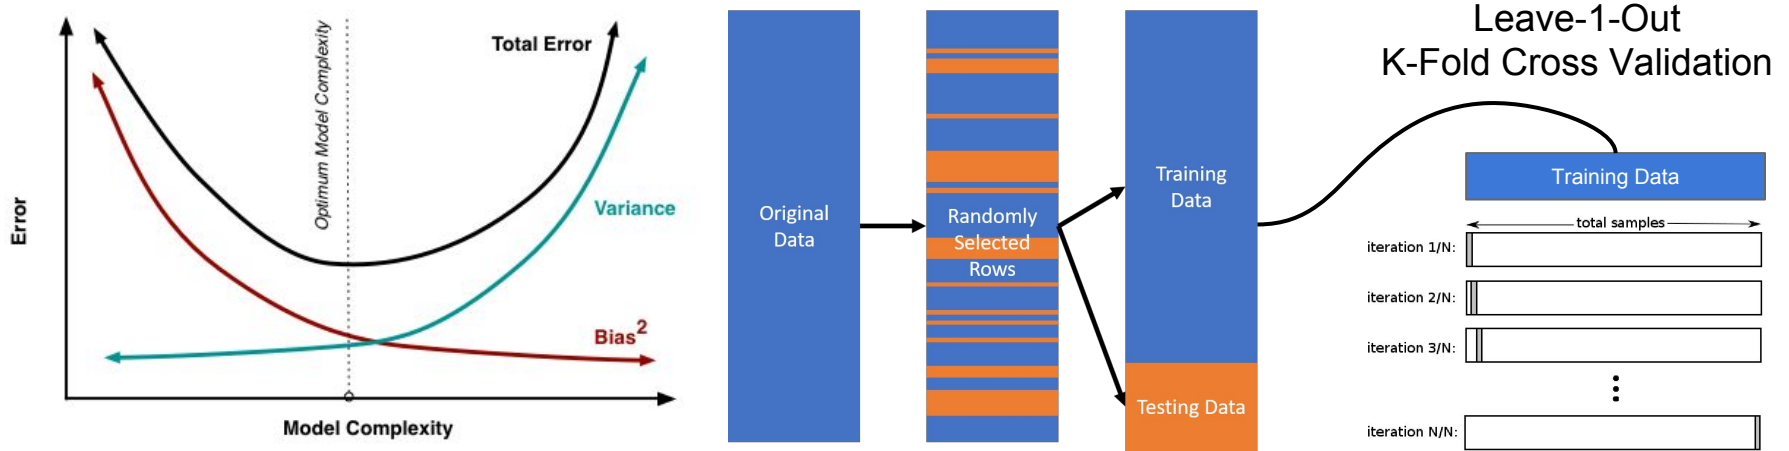 Error
Optimum Model Complexity
Total Error
Variance
Bias2
Model Complexity
Original
Data
Randomly
Selected
Rows
Training
Data
Testing Data
Leave-1-Out
K-Fold Cross Validation
Training Data
total samples
iteration 1/N:
iteration 2/N:
iteration 3/N:
iteration N/N: